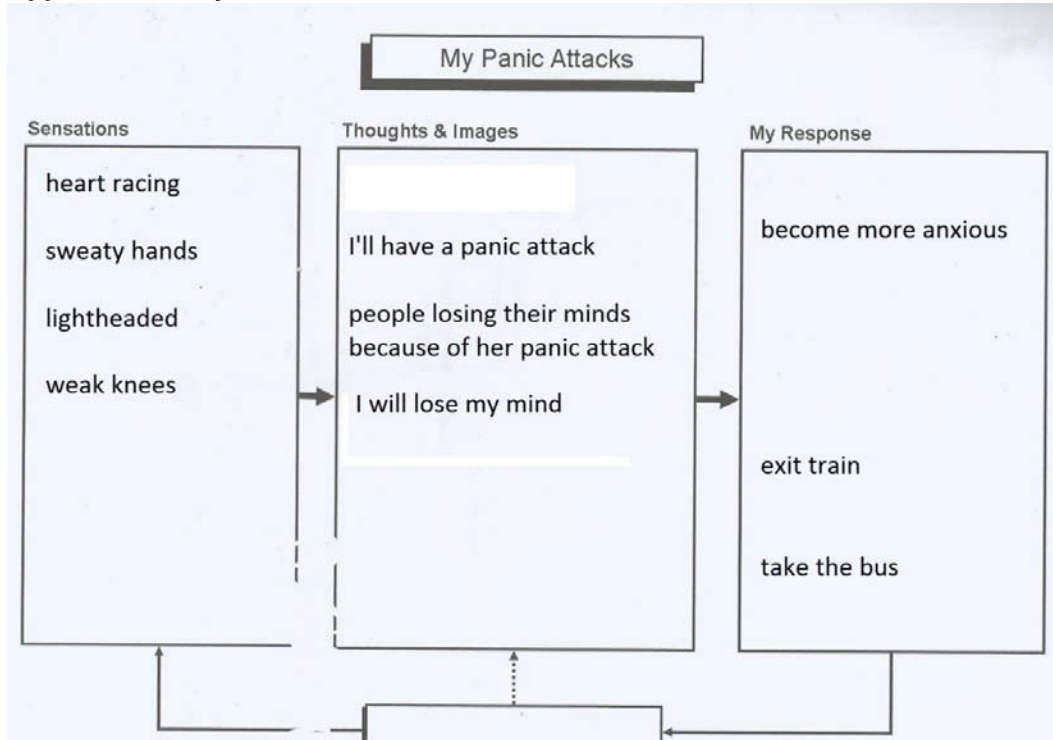 My Panic Attacks
Sensations
heart racing
sweaty hands
lightheaded
weak knees
Thoughts & Images
I'll have a panic attack
people losing their minds
because of her panic attack
I will lose my mind
My Response
become more anxious
exit train
take the bus